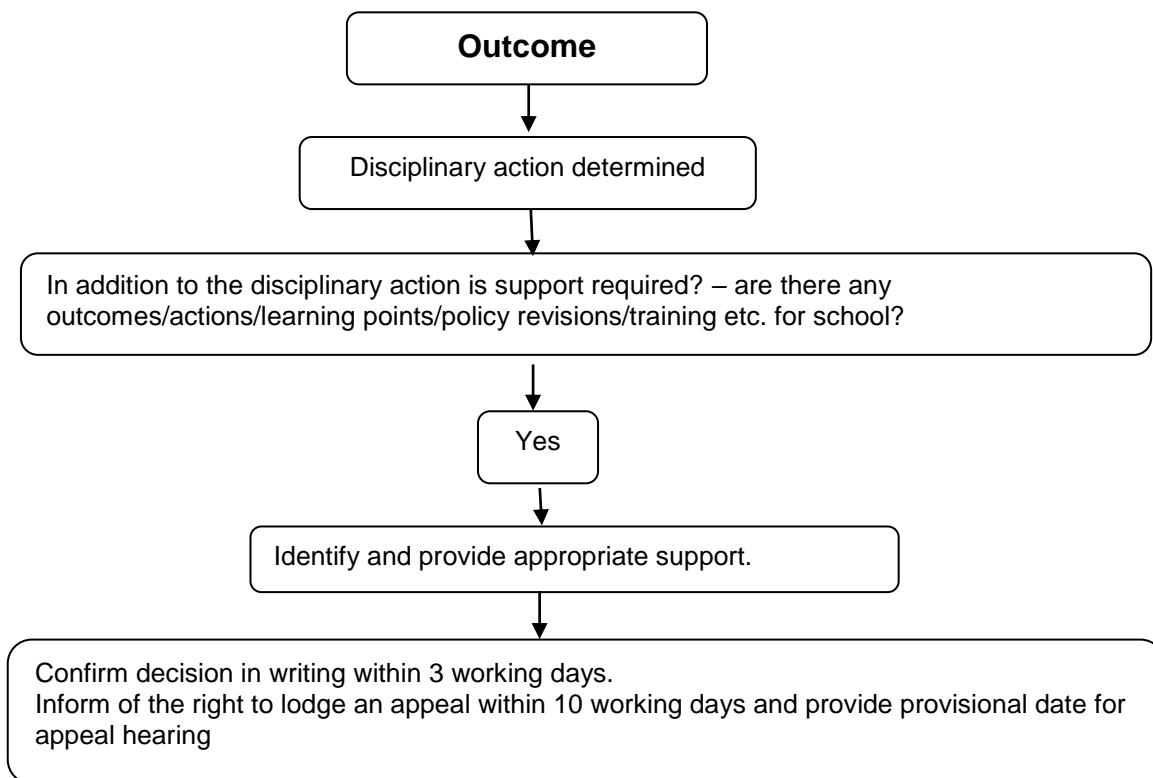 Outcome
Disciplinary action determined
In addition to the disciplinary action is support required? – are there any
outcomes/actions/learning points/policy revisions/training etc. for school?
Yes
Identify and provide appropriate support.
Confirm decision in writing within 3 working days.
Inform of the right to lodge an appeal within 10 working days and provide provisional date for
appeal hearing